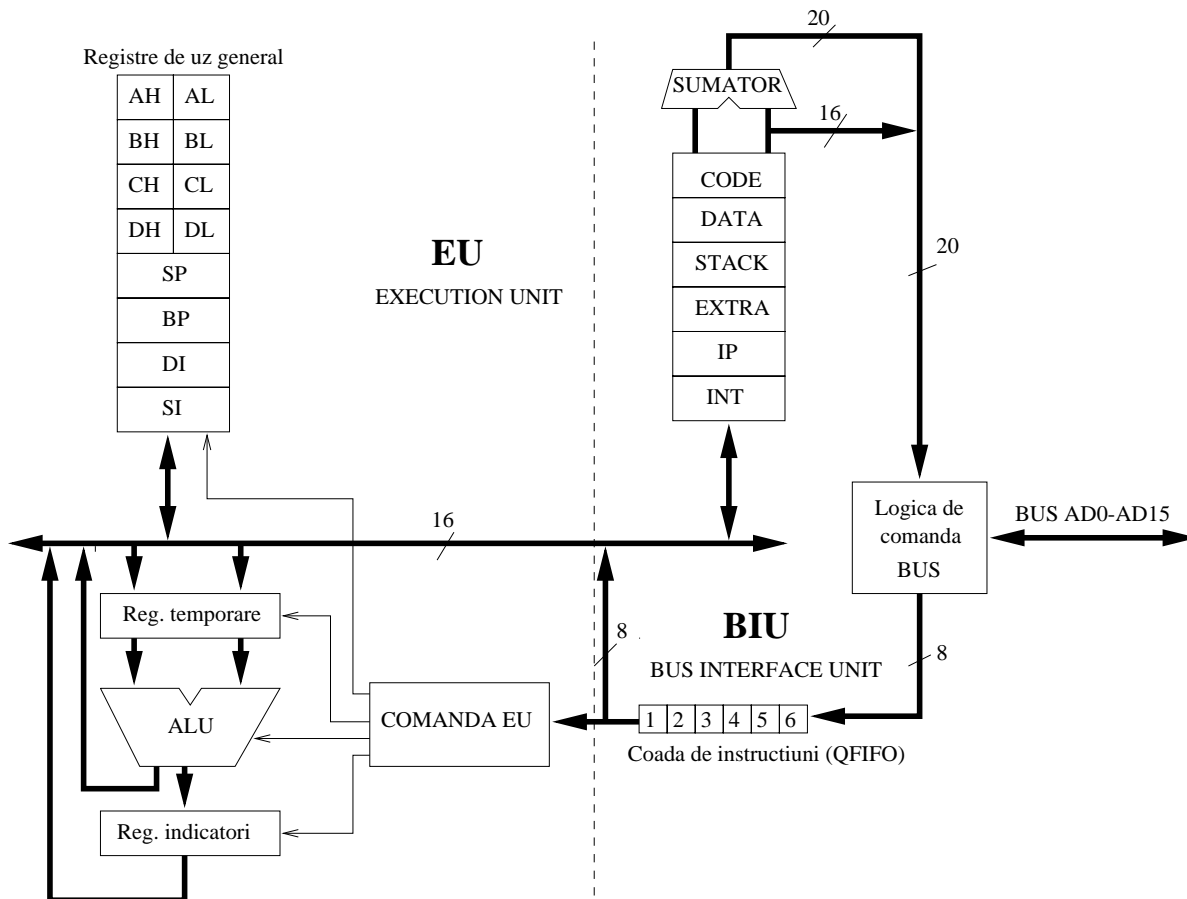 Registre de uz general
AH AL
BH BL
CH CL
DH DL
SP
BP
DI
SI
EU
EXECUTION UNIT
20
SUMATOR
16
CODE
DATA
STACK
EXTRA
IP
INT
20
Logica de
comanda
BUS
BUS AD0-AD15
16
Reg. temporare
ALU
Reg. indicatori
COMANDA EU
8
BIU
BUS INTERFACE UNIT
8
1 2 3 4 5 6
Coada de instructiuni (QFIFO)